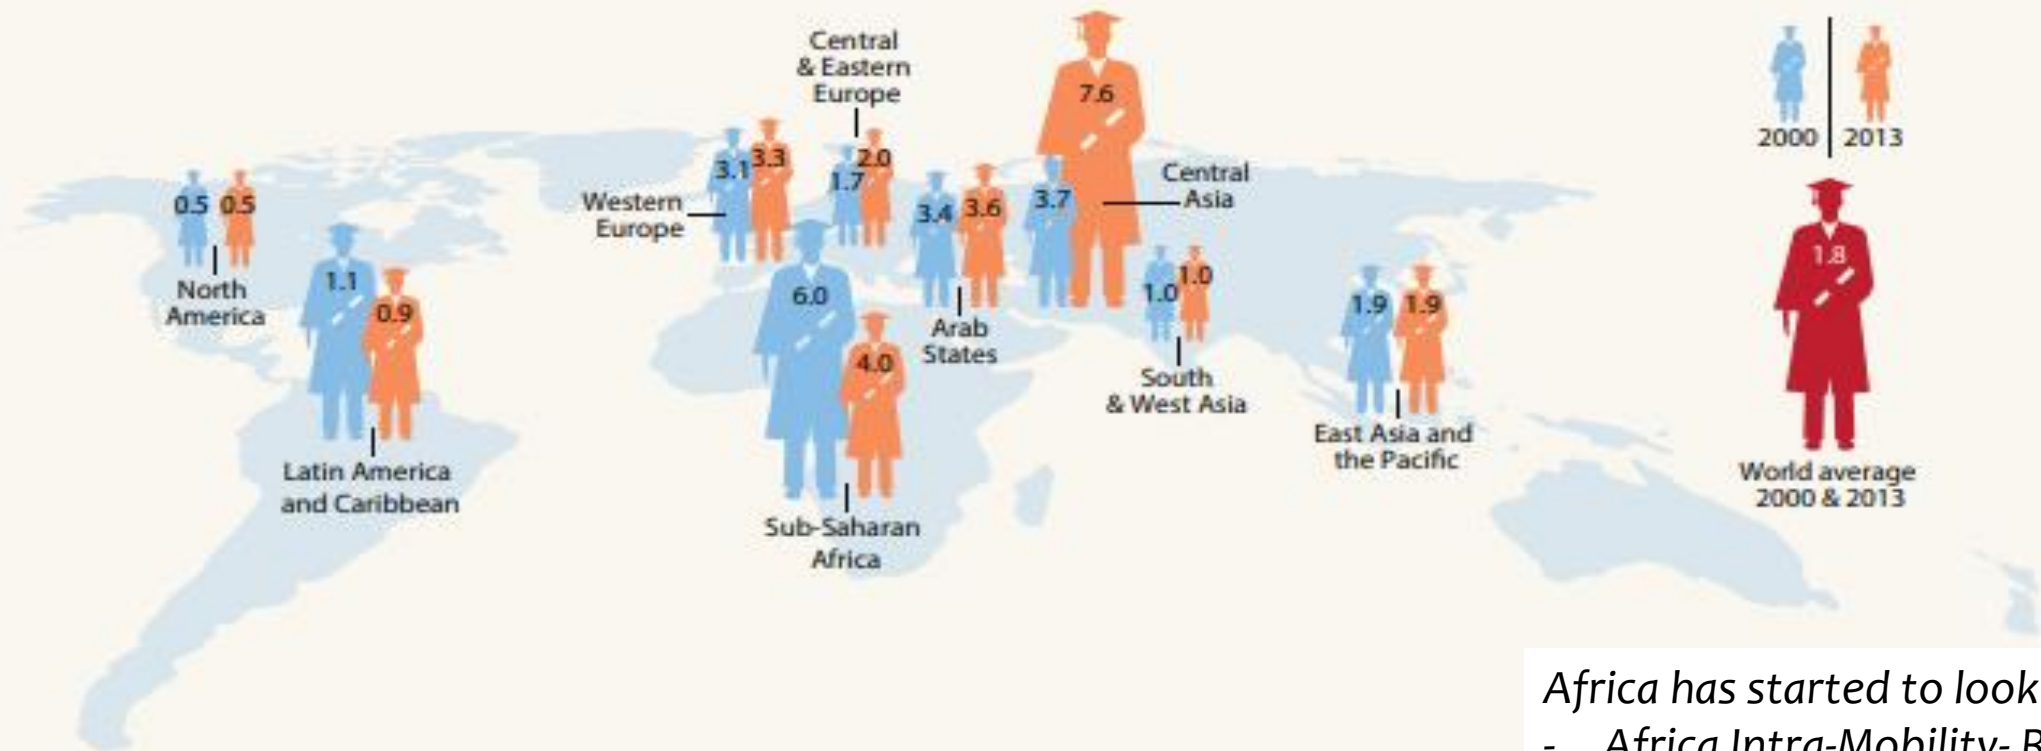 Central
& Eastern
Europe
7.6
2000
2013
3.1
3.3
1.7
2.0
Western
Europe
Central
Asia
0.5
0.5
3.4
3.6
3.7
North
America
1.1
0.9
6.0
4.0
Arab
States
1.0
1.0
South
& West Asia
1.9
1.9
East Asia and
the Pacific
1.8
World average
2000 & 2013
Latin America
and Caribbean
Sub-Saharan
Africa
Africa has started to look
- Africa Intra-Mobility-